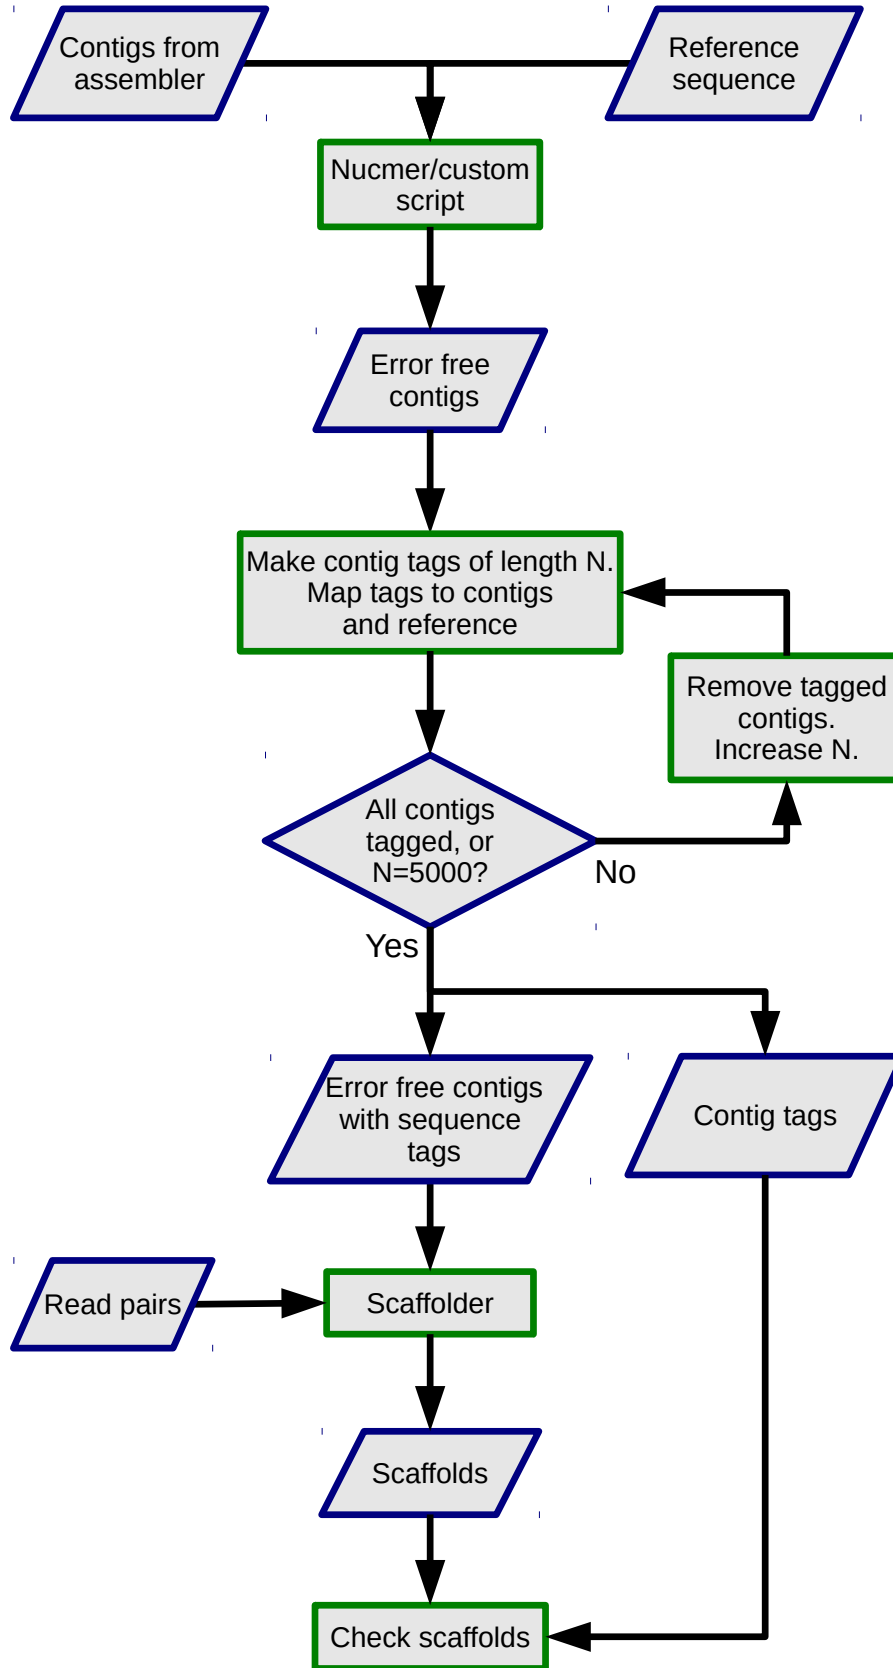 Contigs from
assembler
Reference
sequence
Nucmer/custom
script
Error free
contigs
Make contig tags of length N.
Map tags to contigs
and reference
Remove tagged
contigs.
Increase N.
All contigs
tagged, or
N=5000?
No
Yes
Error free contigs
with sequence
tags
Contig tags
Read pairs
Scaffolder
Scaffolds
Check scaffolds